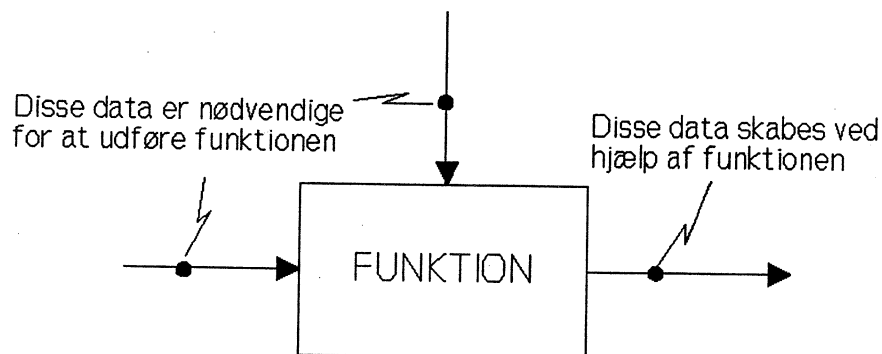 Disse data er nødvendige
for at udføre funktionen
Disse data skabes ved
hjælp af funktionen
FUNKTION